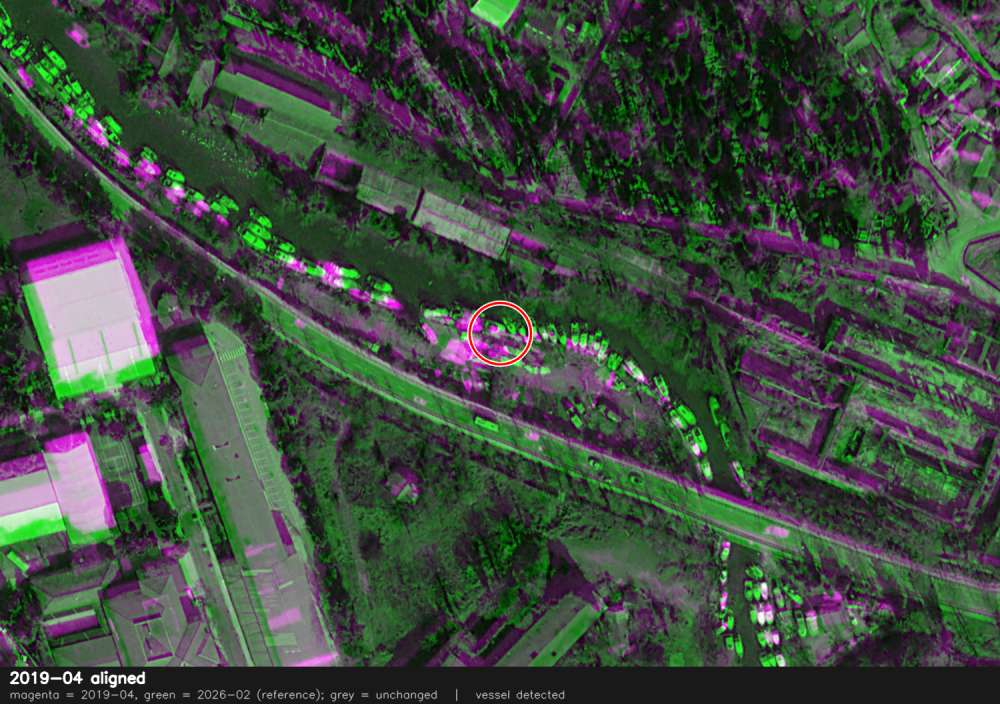 2019-04 aligned
magenta = 2019-04, green = 2026-02 (reference); grey = unchanged | vessel detected